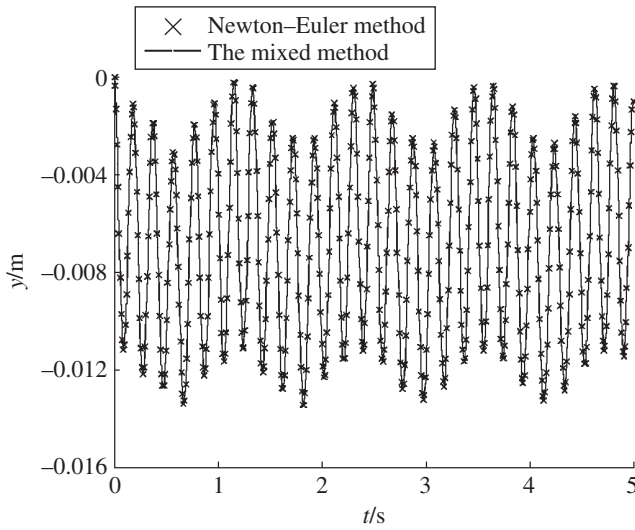 Newton–Euler method
The mixed method
0
–0.004
–0.008
–0.012
–0.016
y/m
0 1 2 3 4 5
t/s